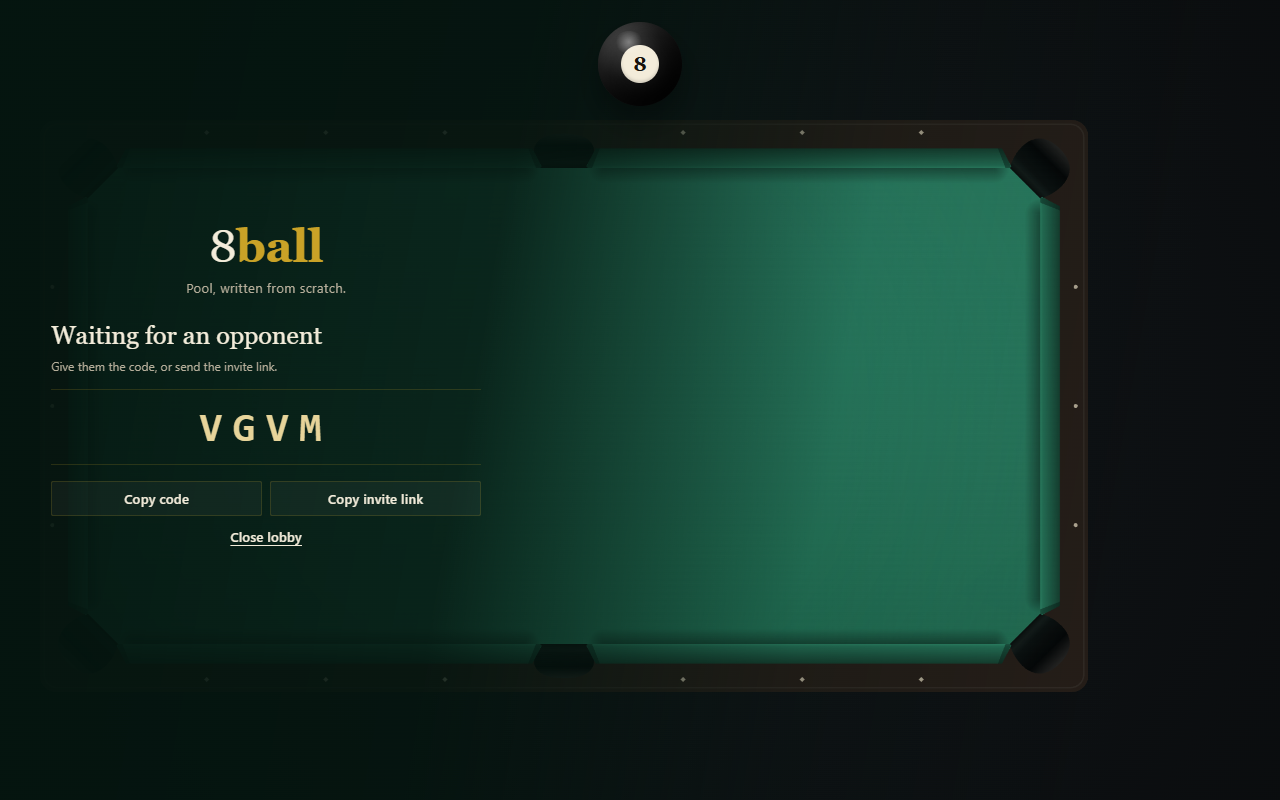 8
8ball
Pool, written from scratch.
Waiting for an opponent
Give them the code, or send the invite link.
VGVM
Copy code
Copy invite link
Close lobby